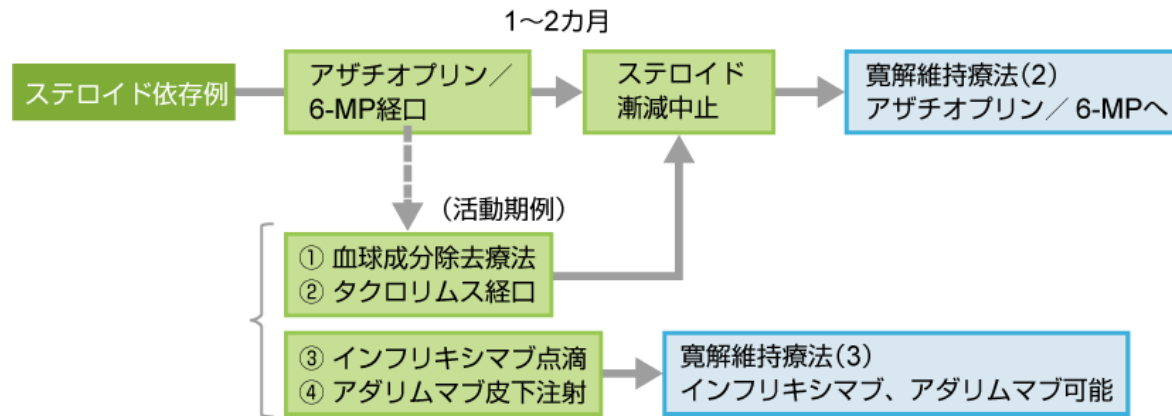 1～2カ月
ステロイド依存例
アザチオプリン／
6-MP経口
ステロイド
漸減中止
寛解維持療法(2)
アザチオプリン／ 6-MPへ
（活動期例）
① 血球成分除去療法
② タクロリムス経口
③ インフリキシマブ点滴
④ アダリムマブ皮下注射
寛解維持療法(3)
インフリキシマブ、アダリムマブ可能